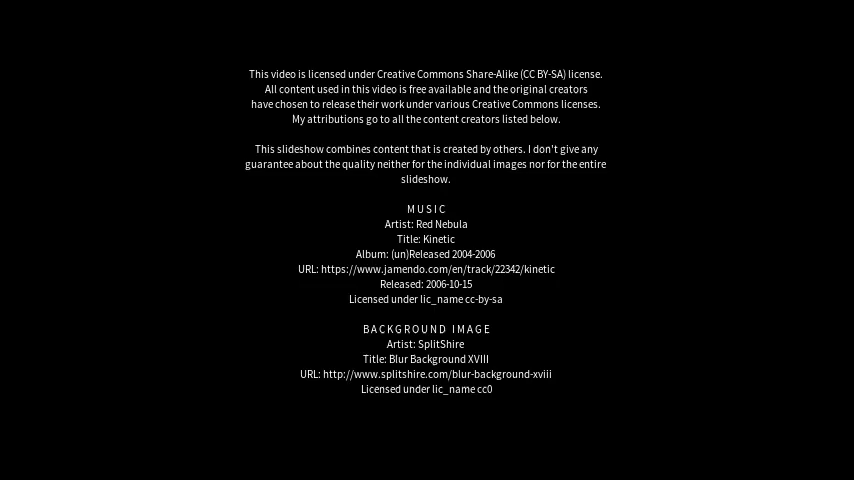 This video is licensed under Creative Commons Share-Alike (CC BY-SA) license.
All content used in this video is free available and the original creators
have chosen to release their work under various Creative Commons licenses.
My attributions go to all the content creators listed below.
This slideshow combines content that is created by others. I don't give any
guarantee about the quality neither for the individual images nor for the entire
slideshow.
MUSIC
Artist: Red Nebula
Title: Kinetic
Album: (un)Released 2004-2006
URL: https://www.jamendo.com/en/track/22342/kinetic
Released: 2006-10-15
Licensed under lic_name cc-by-sa
BACKGROUND IMAGE
Artist: SplitShire
Title: Blur Background XVIII
URL: http://www.splitshire.com/blur-background-xviii
Licensed under lic_name cc0